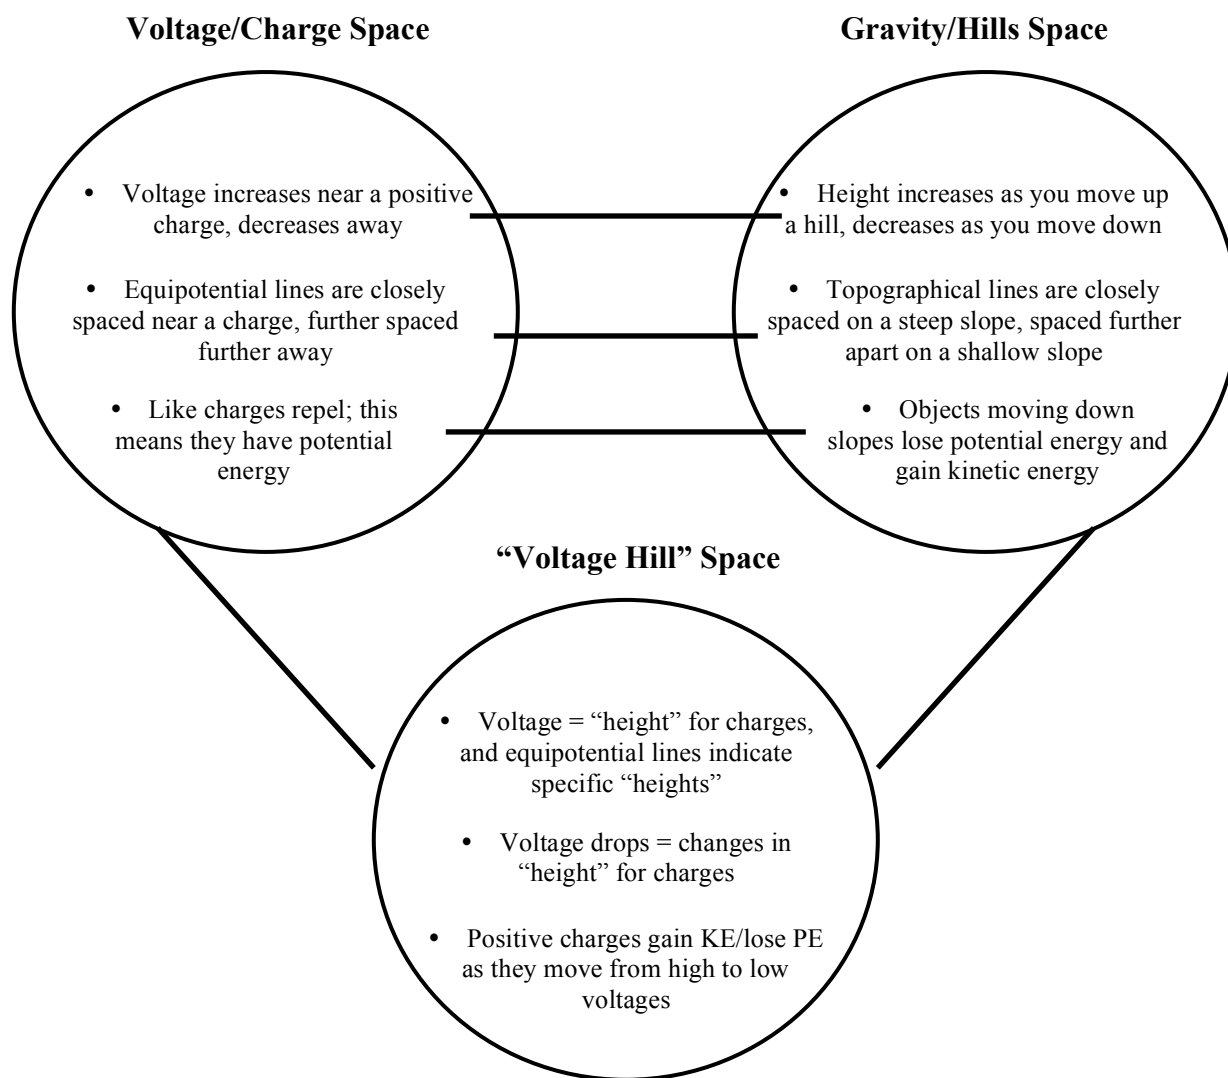 Voltage/Charge Space
• Voltage increases near a positive
charge, decreases away
• Equipotential lines are closely
spaced near a charge, further spaced
further away
• Like charges repel; this
means they have potential
energy
Gravity/Hills Space
• Height increases as you move up
a hill, decreases as you move down
• Topographical lines are closely
spaced on a steep slope, spaced further
apart on a shallow slope
• Objects moving down
slopes lose potential energy and
gain kinetic energy
“Voltage Hill” Space
• Voltage = “height” for charges,
and equipotential lines indicate
specific “heights”
• Voltage drops = changes in
“height” for charges
• Positive charges gain KE/lose PE
as they move from high to low
voltages